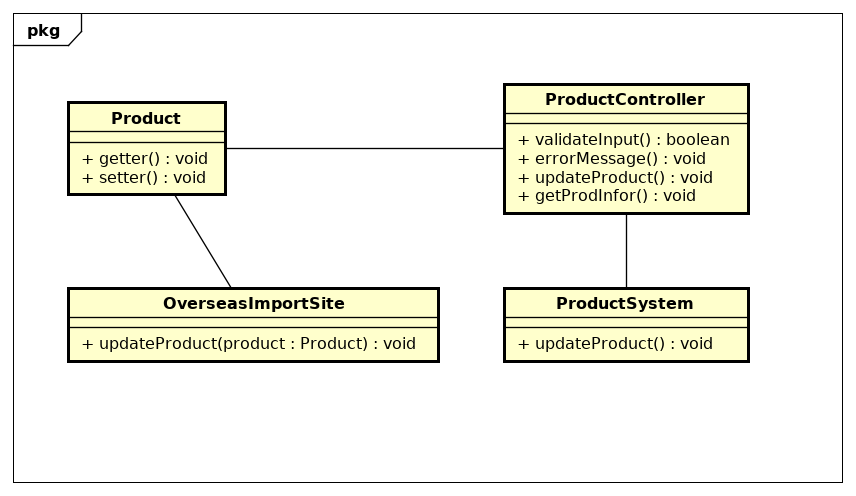 pkg
Product
+ getter() : void
+ setter() : void
ProductController
+ validateInput() : boolean
+ errorMessage() : void
+ updateProduct() : void
+ getProdInfor() : void
OverseasImportSite
+ updateProduct(product : Product) : void
ProductSystem
+ updateProduct() : void